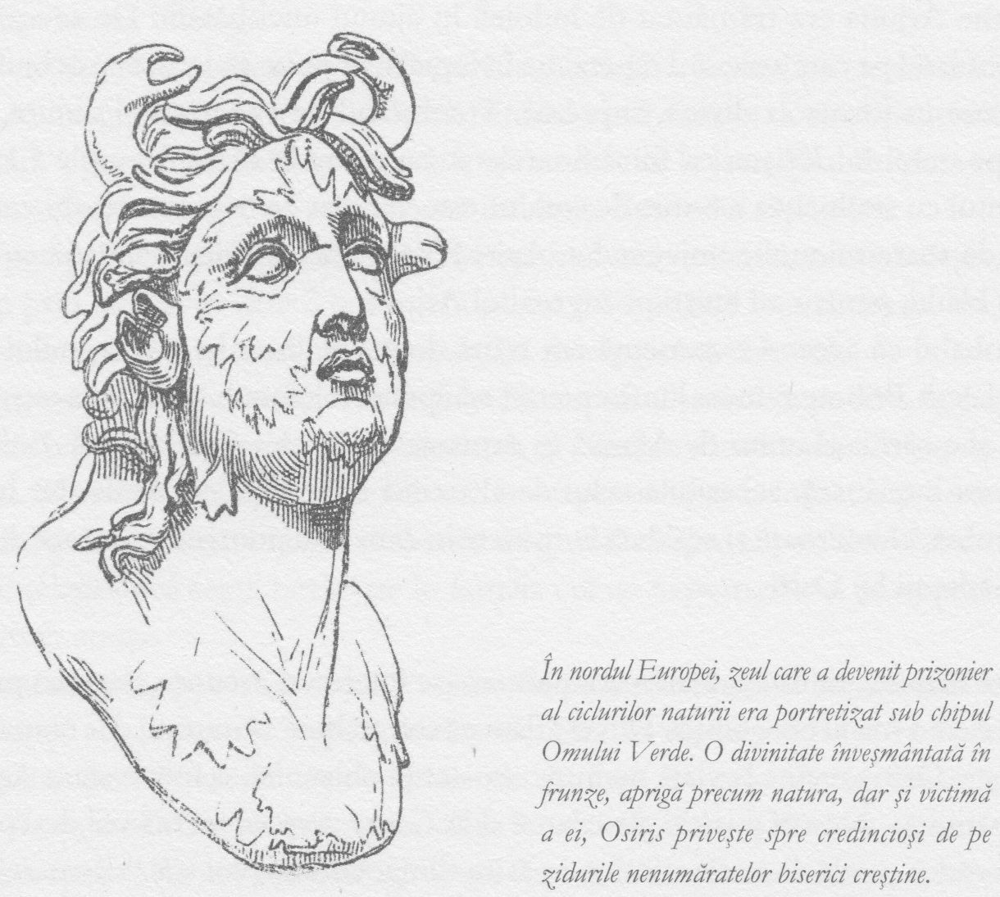 În nordul Europei, zeul care a devenit prizonier
al ciclurilor naturii era portretizat sub chipul
Omului Verde. O divinitate înveşmântată în
frunze, aprigă precum natura, dar şi victimă
a ei, Osiris priveşte spre credincioşi de pe
zidurile nenumăratelor biserici creştine.